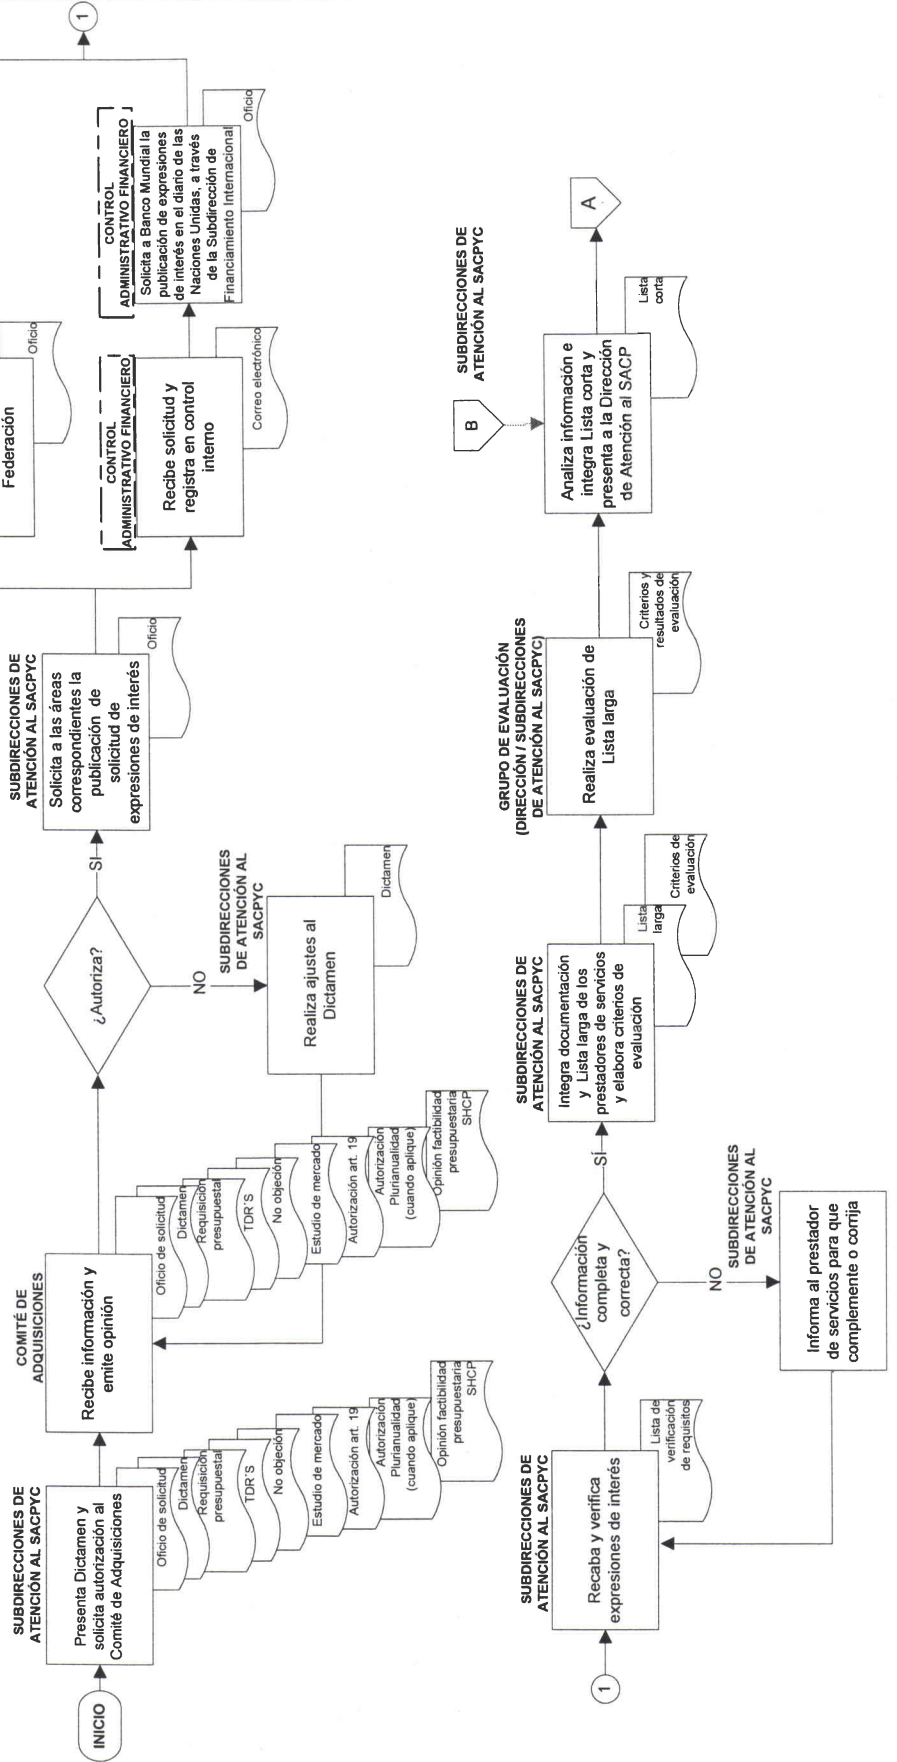 INICIO
SUBDIRECCIONES DE
ATENCIÓN AL SACPYC
Presenta Dictamen y
solicita autorización al
Comité de Adquisiciones
Oficio de solicitud
Dictamen
Requisición
presupuestal
TDR´S
No objeción
Estudio de mercado
Autorización art. 19
Autorización
Plurianualidad
(cuando aplique)
Opinión factibilidad
presupuestaria
SHCP
COMITÉ DE
ADQUISICIONES
Recibe información y
emite opinión
Oficio de solicitud
Dictamen
Requisición
presupuestal
TDR´S
No objeción
Estudio de mercado
Autorización art. 19
Autorización
Plurianualidad
(cuando aplique)
Opinión factibilidad
presupuestaria
SHCP
¿Autoriza?
SI
NO
SUBDIRECCIONES
DE ATENCIÓN AL
SACPYC
Realiza ajustes al
Dictamen
Dictamen
SUBDIRECCIONES DE
ATENCIÓN AL SACPYC
Solicita a las áreas
correspondientes la
publicación de
solicitud de
expresiones de interés
Oficio
Federación
Oficio
CONTROL
ADMINISTRATIVO FINANCIERO
Recibe solicitud y
registra en control
interno
Correo electrónico
CONTROL
ADMINISTRATIVO FINANCIERO
Solicita a Banco Mundial la
publicación de expresiones
de interés en el diario de las
Naciones Unidas, a través
de la Subdirección de
Financiamiento Internacional
Oficio
1
1
SUBDIRECCIONES DE
ATENCIÓN AL SACPYC
Recaba y verifica
expresiones de interés
Lista de
verificación
de requisitos
¿Información
completa y
correcta?
SÍ
NO
SUBDIRECCIONES
DE ATENCIÓN AL
SACPYC
Informa al prestador
de servicios para que
complemente o corrija
SUBDIRECCIONES DE
ATENCIÓN AL SACPYC
Integra documentación
y Lista larga de los
prestadores de servicios
y elabora criterios de
evaluación
Lista
larga
Criterios de
evaluación
GRUPO DE EVALUACIÓN
(DIRECCIÓN / SUBDIRECCIONES
DE ATENCIÓN AL SACPYC)
Realiza evaluación de
Lista larga
Criterios y
resultados de
evaluación
SUBDIRECCIONES DE
ATENCIÓN AL SACPYC
B
Analiza información e
integra Lista corta y
presenta a la Dirección
de Atención al SACP
Lista
corta
A